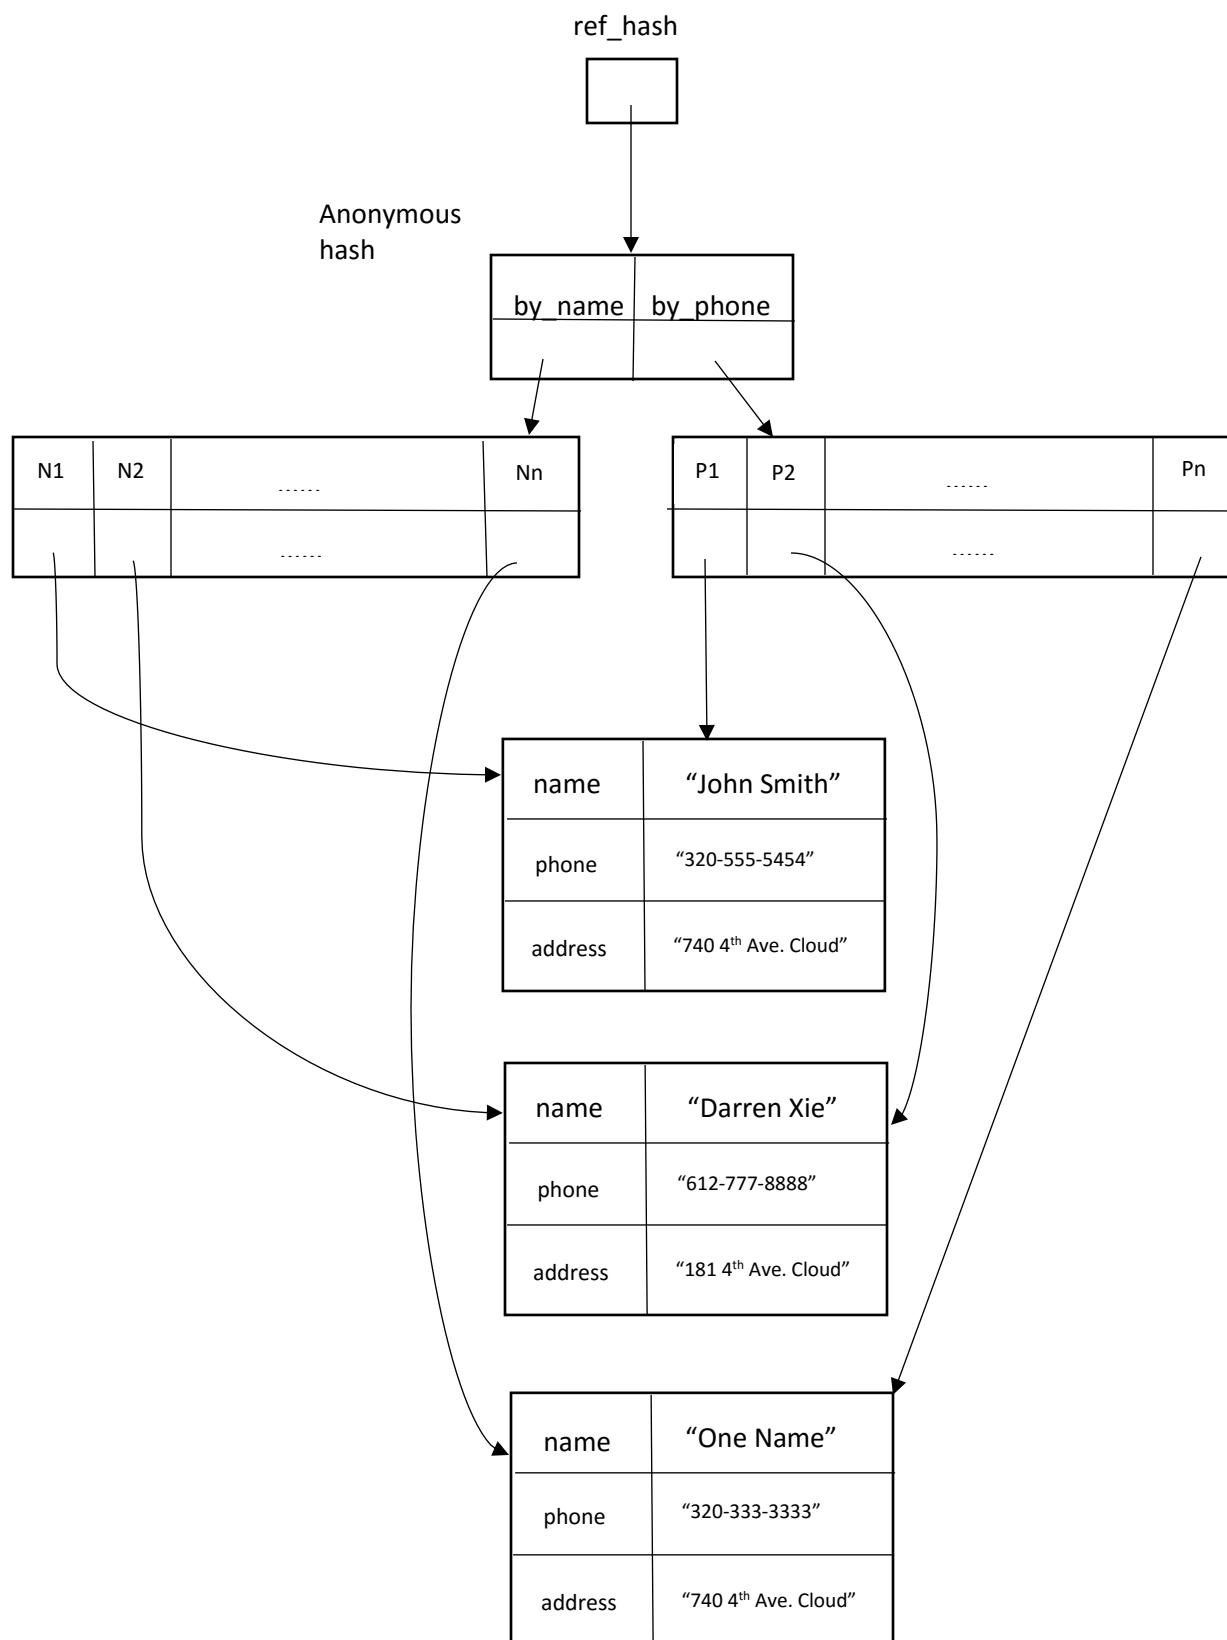 ref_hash
Anonymous
hash
by_name by_phone
N1 N2 ...... Nn
...... 
P1 P2 ...... Pn
......
name “John Smith”
phone “320-555-5454”
address “740 4th Ave. Cloud”
name “Darren Xie”
phone “612-777-8888”
address “181 4th Ave. Cloud”
name “One Name”
phone “320-333-3333”
address “740 4th Ave. Cloud”